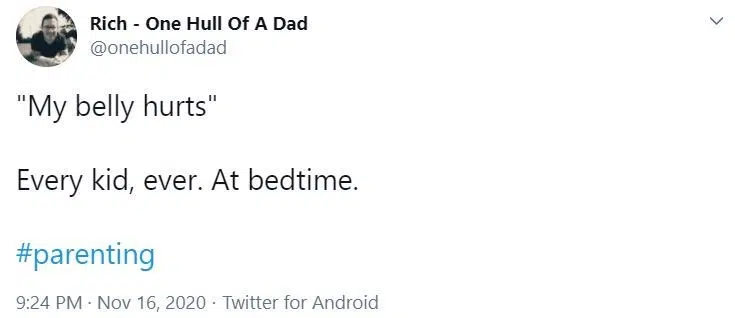 Rich - One Hull Of A Dad
@onehullofadad
"My belly hurts"
Every kid, ever. At bedtime.
#parenting
9:24 PM · Nov 16, 2020 · Twitter for Android